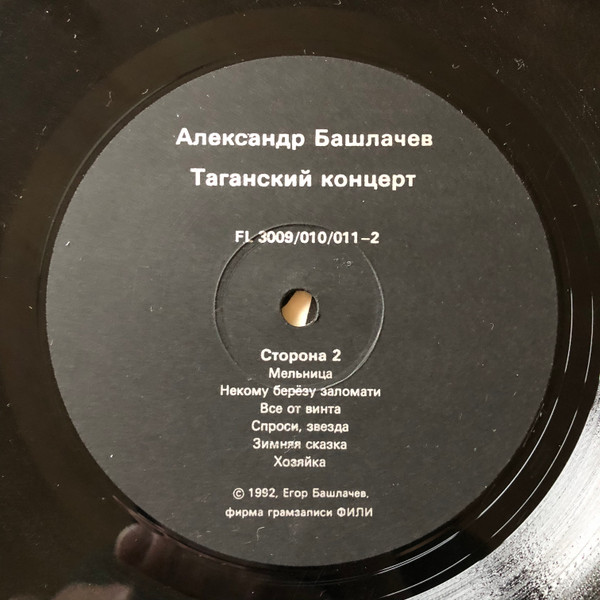 Александр Башлачев
Таганский концерт
FL 3009/010/011–2
Сторона 2
Мельница
Некому берёзу заломати
Все от винта
Спроси, звезда
Зимняя сказка
Хозяйка
© 1992, Егор Башлачев,
фирма грамзаписи ФИЛИ